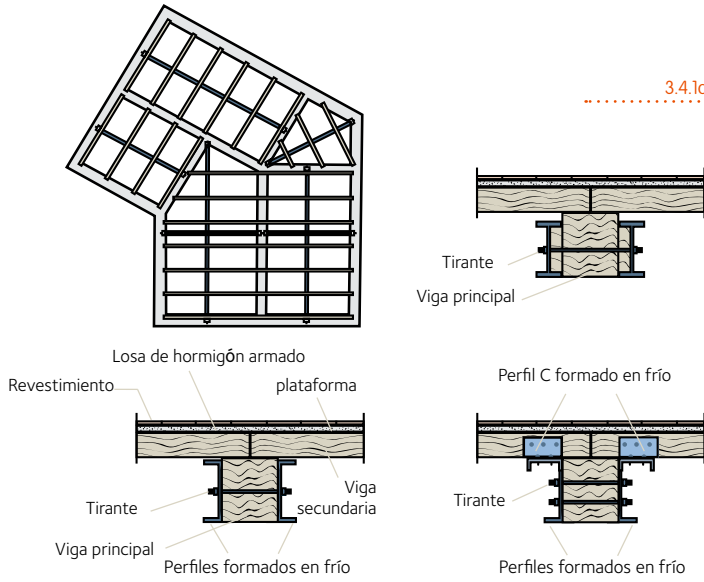 3.4.1c
Tirante
Viga principal
Losa de hormigón armado
Revestimiento
plataforma
Tirante
Viga
secundaria
Viga principal
Perfiles formados en frío
Perfil C formado en frío
Tirante
Perfiles formados en frío